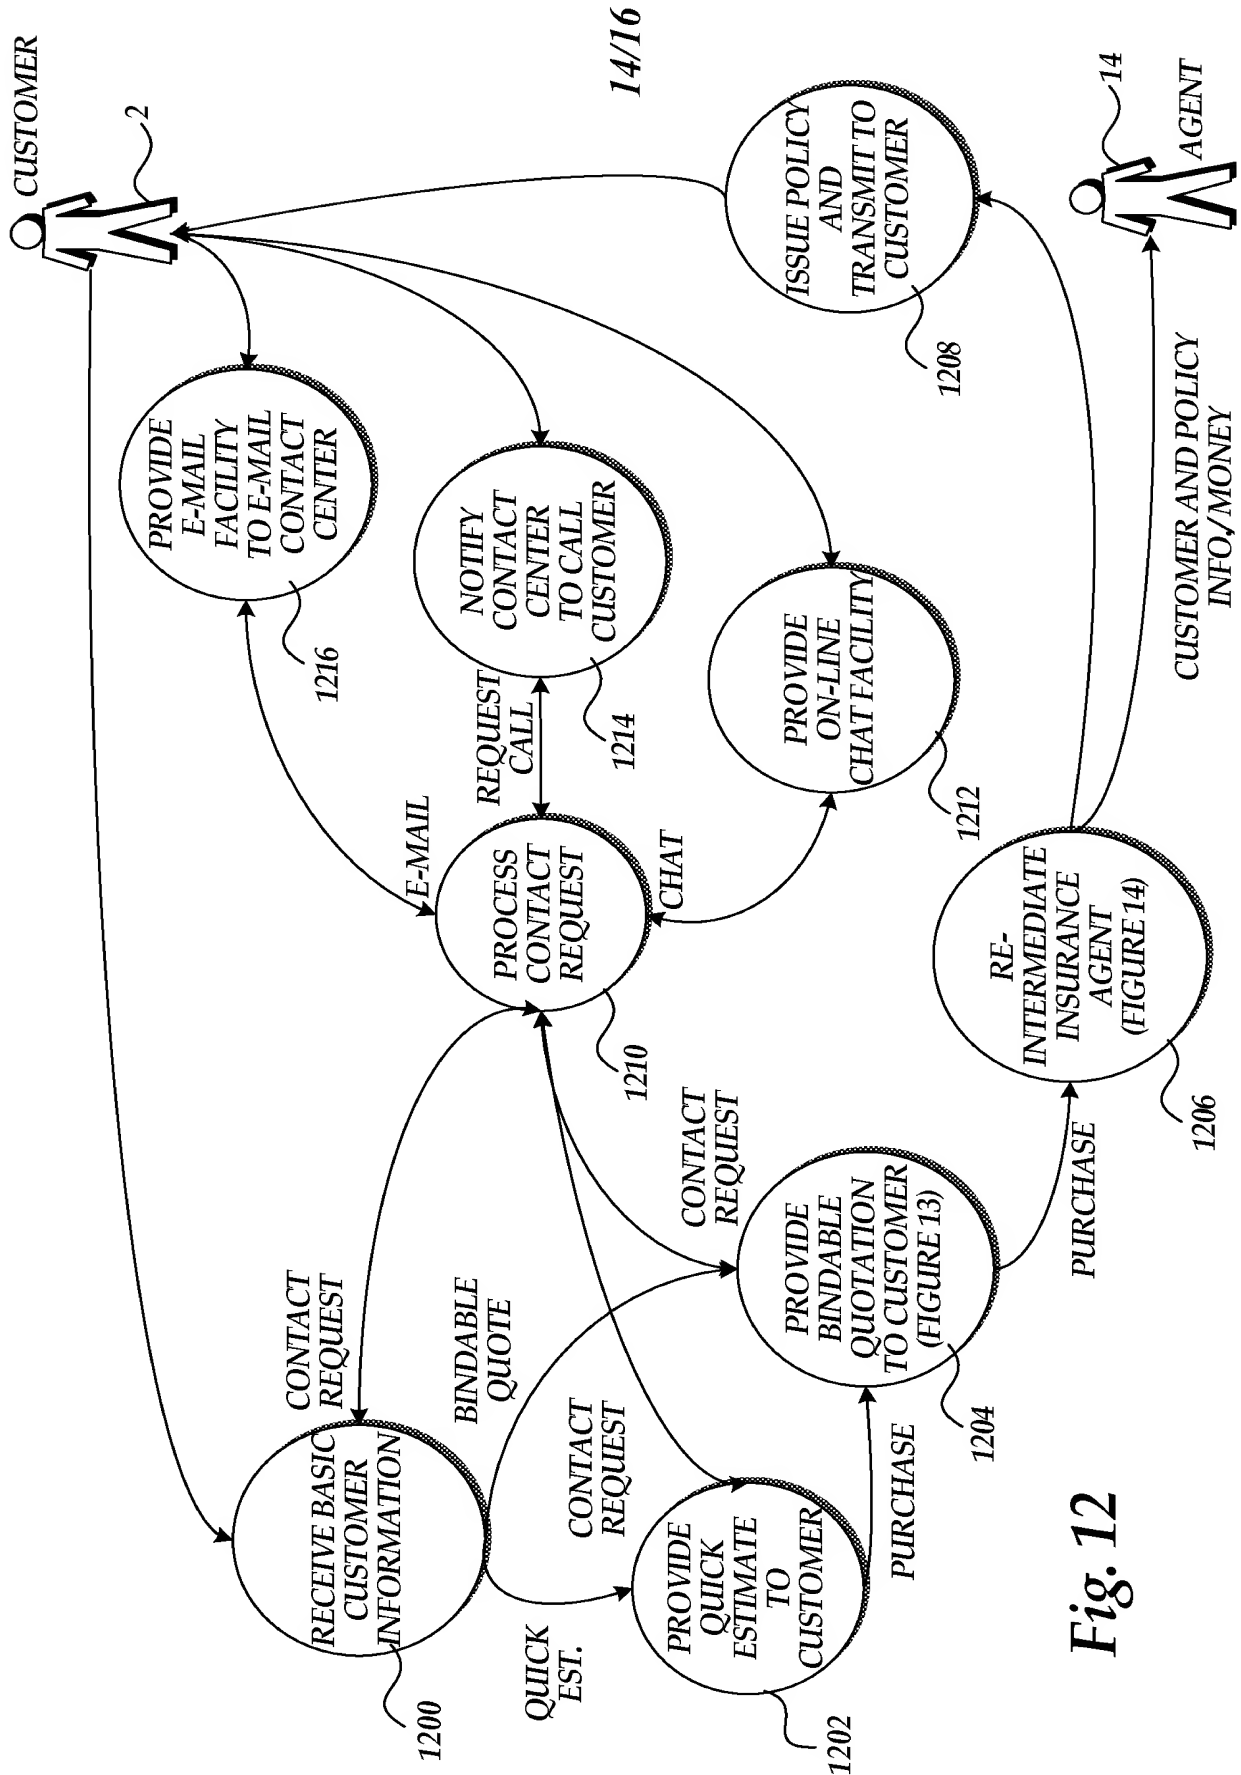 14/16
CUSTOMER
2
PROVIDE
E-MAIL
FACILITY
TO E-MAIL
CONTACT
CENTER
1216
E-MAIL
NOTIFY
CONTACT
CENTER
TO CALL
CUSTOMER
1214
REQUEST
CALL
PROCESS
CONTACT
REQUEST
1210
CHAT
PROVIDE
ON-LINE
CHAT FACILITY
1212
ISSUE POLICY
AND
TRANSMIT TO
CUSTOMER
1208
14
AGENT
CUSTOMER AND POLICY
INFO./MONEY
RE-
INTERMEDIATE
INSURANCE
AGENT
(FIGURE 14)
1206
PURCHASE
CONTACT
REQUEST
PROVIDE
BINDABLE
QUOTATION
TO CUSTOMER
(FIGURE 13)
1204
PURCHASE
CONTACT
REQUEST
BINDABLE
QUOTE
CONTACT
REQUEST
RECEIVE BASIC
CUSTOMER
INFORMATION
1200
QUICK
EST.
PROVIDE
QUICK
ESTIMATE
TO
CUSTOMER
1202
Fig. 12